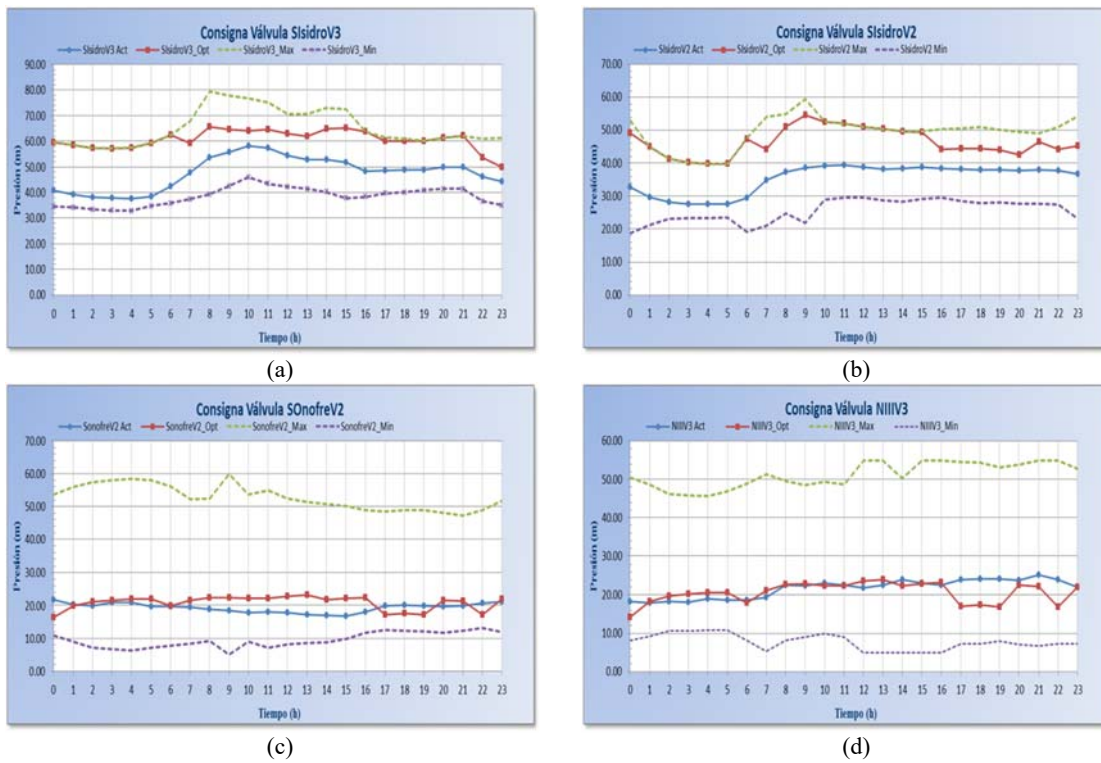 Consigna Válvula SIsidroV3
SIsidroV3 Act SIsidroV3_Opt SIsidroV3_Max SIsidroV3_Min
90.00
80.00
70.00
60.00
50.00
40.00
30.00
20.00
10.00
0.00
Presión (m)
0 1 2 3 4 5 6 7 8 9 10 11 12 13 14 15 16 17 18 19 20 21 22 23
Tiempo (h)
(a)
Consigna Válvula SIsidroV2
SIsidroV2 Act SIsidroV2_Opt SIsidroV2 Max SIsidroV2 Min
70.00
60.00
50.00
40.00
30.00
20.00
10.00
0.00
Presión (m)
0 1 2 3 4 5 6 7 8 9 10 11 12 13 14 15 16 17 18 19 20 21 22 23
Tiempo (h)
(b)
Consigna Válvula SOnofreV2
SonofreV2 Act SonofreV2_Opt SonofreV2_Max SonofreV2_Min
70.00
60.00
50.00
40.00
30.00
20.00
10.00
0.00
Presión (m)
0 1 2 3 4 5 6 7 8 9 10 11 12 13 14 15 16 17 18 19 20 21 22 23
Tiempo (h)
(c)
Consigna Válvula NIIIV3
NIIIV3 Act NIIIV3_Opt NIIIV3_Max NIIIV3_Min
60.00
50.00
40.00
30.00
20.00
10.00
0.00
Presión (m)
0 1 2 3 4 5 6 7 8 9 10 11 12 13 14 15 16 17 18 19 20 21 22 23
Tiempo (h)
(d)